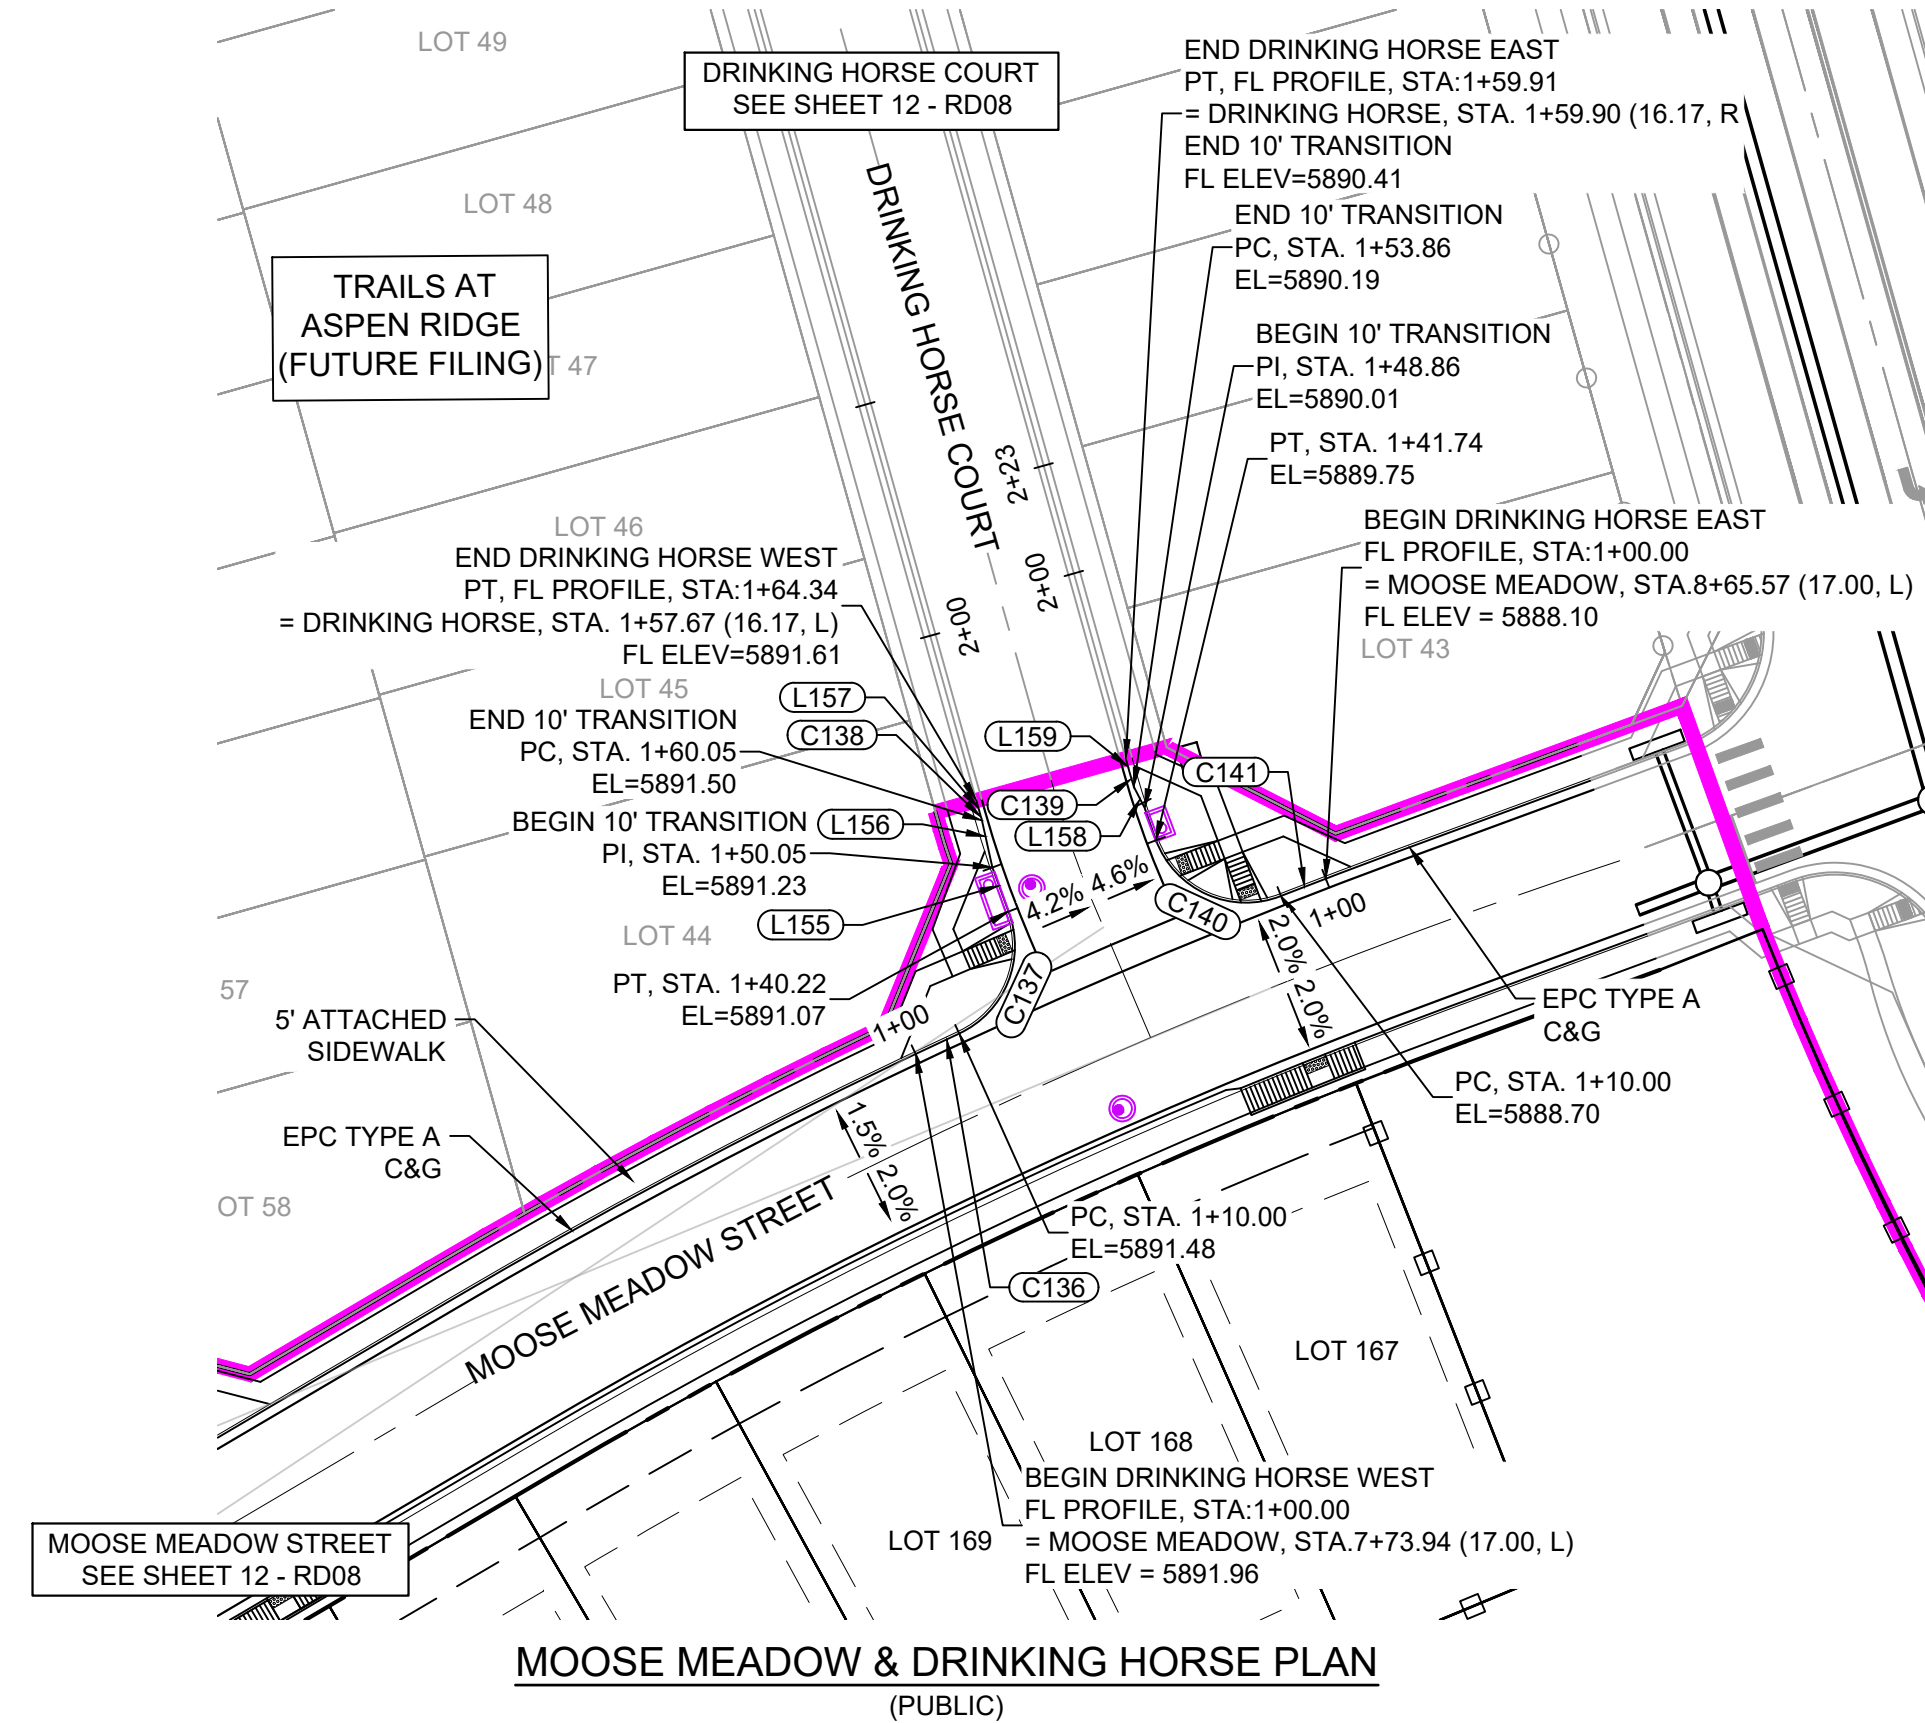 LOT 49
DRINKING HORSE COURT
SEE SHEET 12 - RD08
END DRINKING HORSE EAST
PT, FL PROFILE, STA:1+59.91
= DRINKING HORSE, STA. 1+59.90 (16.17, R
END 10' TRANSITION
FL ELEV=5890.41
LOT 48
END 10' TRANSITION
PC, STA. 1+53.86
EL=5890.19
TRAILS AT
ASPEN RIDGE
(FUTURE FILING)
T 47
DRINKING HORSE COURT
BEGIN 10' TRANSITION
PI, STA. 1+48.86
EL=5890.01
PT, STA. 1+41.74
EL=5889.75
2+23
2+00
2+00
LOT 46
END DRINKING HORSE WEST
PT, FL PROFILE, STA:1+64.34
= DRINKING HORSE, STA. 1+57.67 (16.17, L)
FL ELEV=5891.61
BEGIN DRINKING HORSE EAST
FL PROFILE, STA:1+00.00
= MOOSE MEADOW, STA.8+65.57 (17.00, L)
FL ELEV = 5888.10
LOT 43
LOT 45
L157
END 10' TRANSITION
PC, STA. 1+60.05
EL=5891.50
C138
L159
C141
C139
BEGIN 10' TRANSITION
PI, STA. 1+50.05
EL=5891.23
L156
L158
4.2% 4.6%
L155
C140
1+00
LOT 44
2.0% 2.0%
PT, STA. 1+40.22
EL=5891.07
C137
57
1+00
5' ATTACHED
SIDEWALK
EPC TYPE A
C&G
PC, STA. 1+10.00
EL=5888.70
EPC TYPE A
C&G
1.5% 2.0%
OT 58
MOOSE MEADOW STREET
PC, STA. 1+10.00
EL=5891.48
C136
LOT 167
LOT 168
BEGIN DRINKING HORSE WEST
FL PROFILE, STA:1+00.00
= MOOSE MEADOW, STA.7+73.94 (17.00, L)
FL ELEV = 5891.96
LOT 169
MOOSE MEADOW STREET
SEE SHEET 12 - RD08
MOOSE MEADOW & DRINKING HORSE PLAN
(PUBLIC)